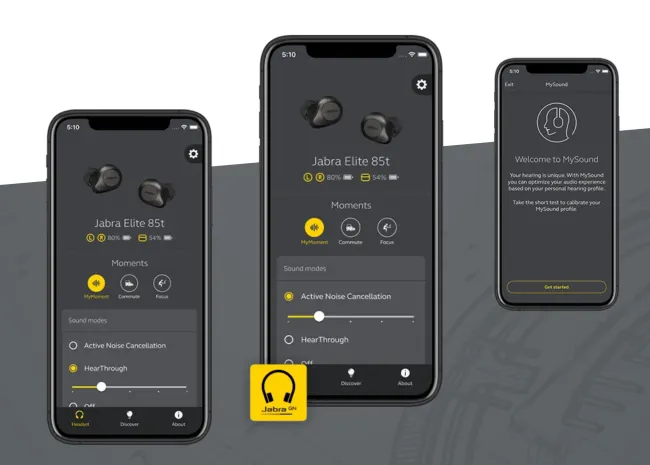 5:10
Jabra Elite 85t
L R 80% 54%
Moments
MyMoment Commute Focus
Sound modes
Active Noise Cancellation
HearThrough
Off
Headset Discover About
5:10
Jabra Elite 85t
L R 80% 54%
Moments
MyMoment Commute Focus
Sound modes
Active Noise Cancellation
HearThrough
Off
Discover About
Jabra GN
5:10
Exit MySound
Welcome to MySound
Your hearing is unique. With MySound
you can optimize your audio experience
based on your personal hearing profile.
Take the short test to calibrate your
MySound profile.
Get started